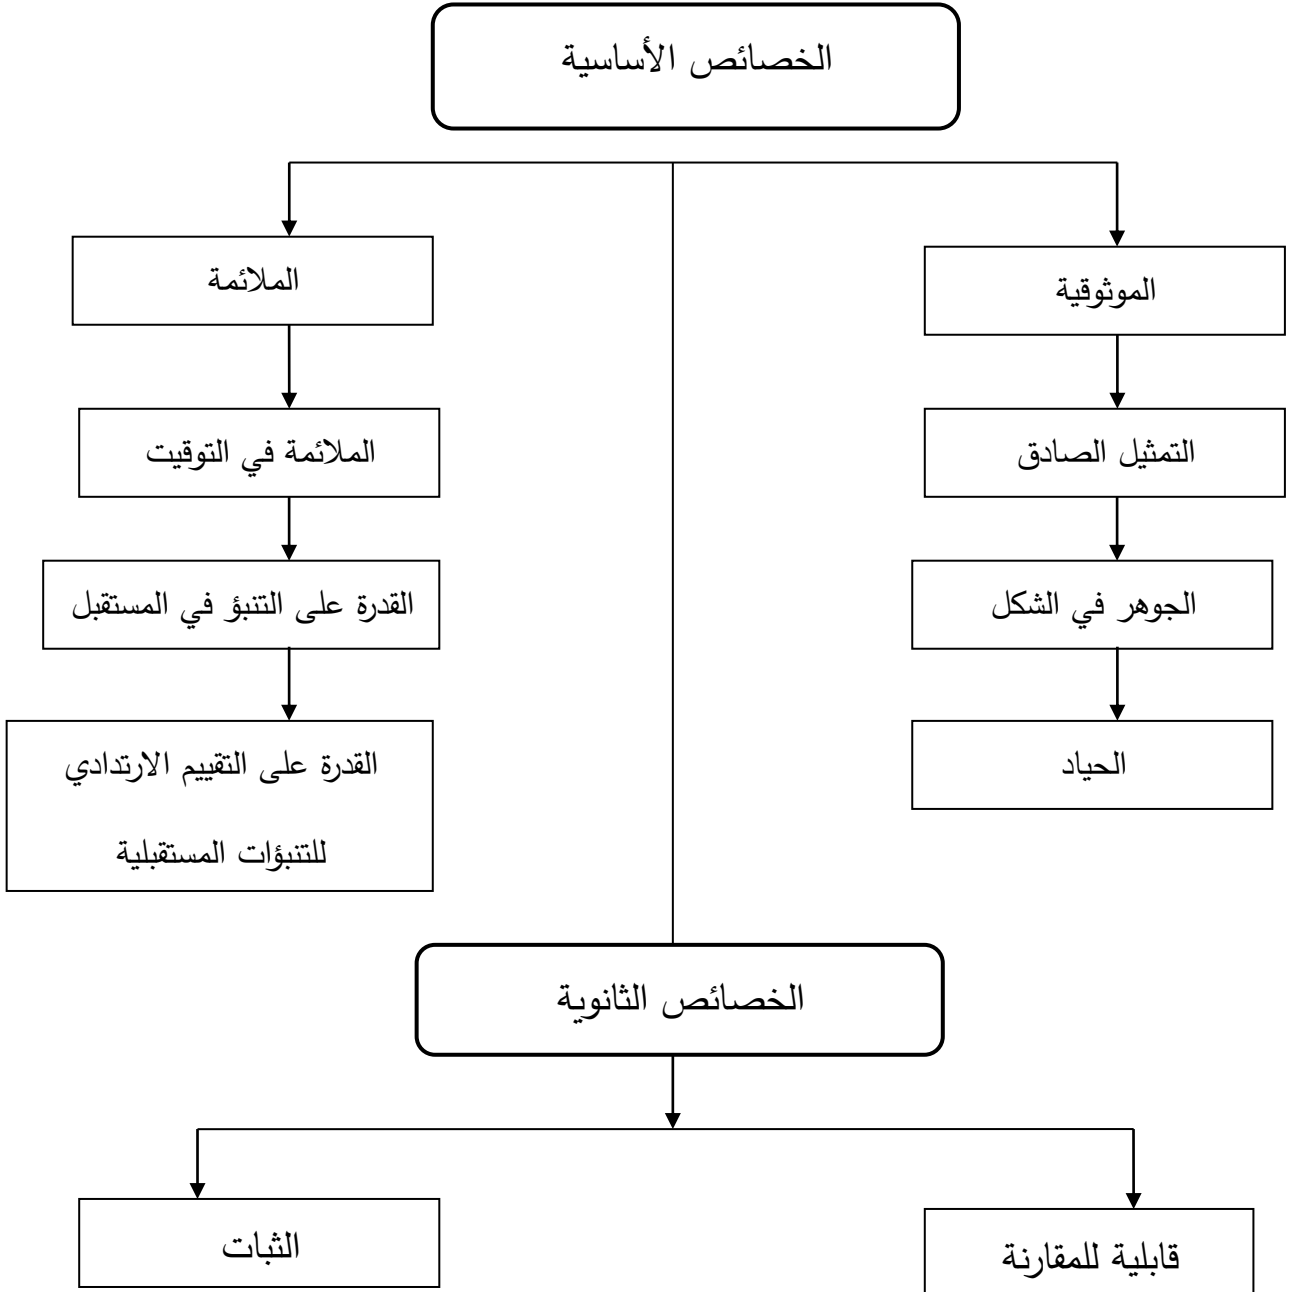 الخصائص الأساسية
الموثوقية
الملائمة
التمثيل الصادق
الملائمة في التوقيت
الجوهر في الشكل
القدرة على التنبؤ في المستقبل
الحياد
القدرة على التقييم الارتدادي
للتنبؤات المستقبلية
الخصائص الثانوية
قابلية للمقارنة
الثبات